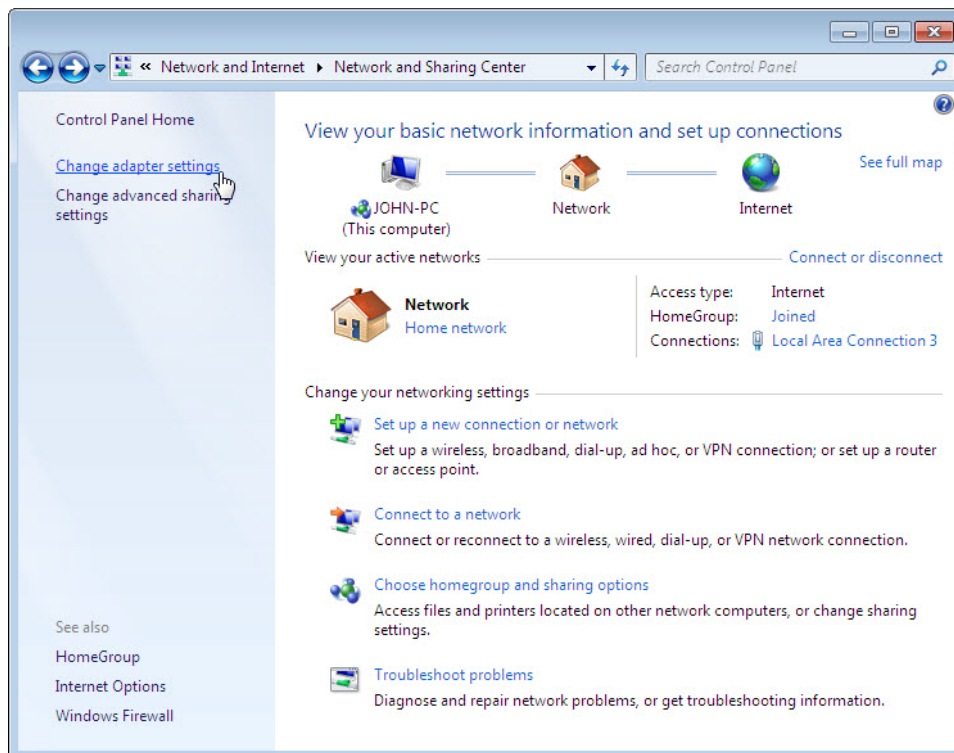 « Network and Internet ▸ Network and Sharing Center
Search Control Panel
Control Panel Home
Change adapter settings
Change advanced sharing
settings
View your basic network information and set up connections
See full map
JOHN-PC
(This computer)
Network
Internet
View your active networks
Connect or disconnect
Network
Home network
Access type: Internet
HomeGroup: Joined
Connections: Local Area Connection 3
Change your networking settings
Set up a new connection or network
Set up a wireless, broadband, dial-up, ad hoc, or VPN connection; or set up a router
or access point.
Connect to a network
Connect or reconnect to a wireless, wired, dial-up, or VPN network connection.
Choose homegroup and sharing options
Access files and printers located on other network computers, or change sharing
settings.
Troubleshoot problems
Diagnose and repair network problems, or get troubleshooting information.
See also
HomeGroup
Internet Options
Windows Firewall